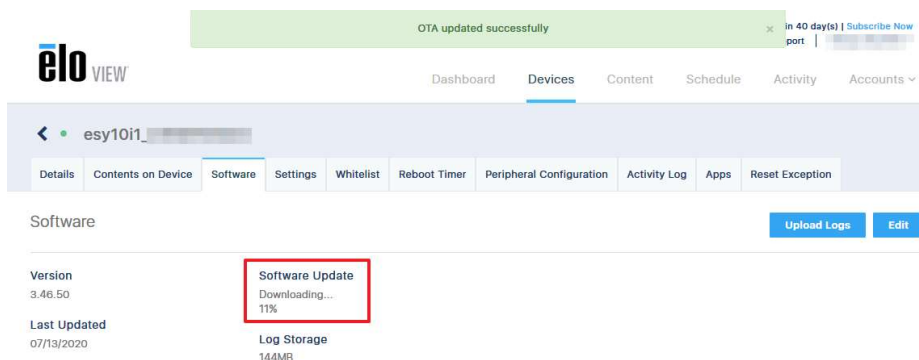 OTA updated successfully
×
in 40 day(s) | Subscribe Now
port |
ēlo VIEW
Dashboard Devices Content Schedule Activity Accounts
esy10i1_
Details Contents on Device Software Settings Whitelist Reboot Timer Peripheral Configuration Activity Log Apps Reset Exception
Software
Upload Logs Edit
Version Software Update
3.46.50 Downloading...
11%
Last Updated
07/13/2020 Log Storage
144MB